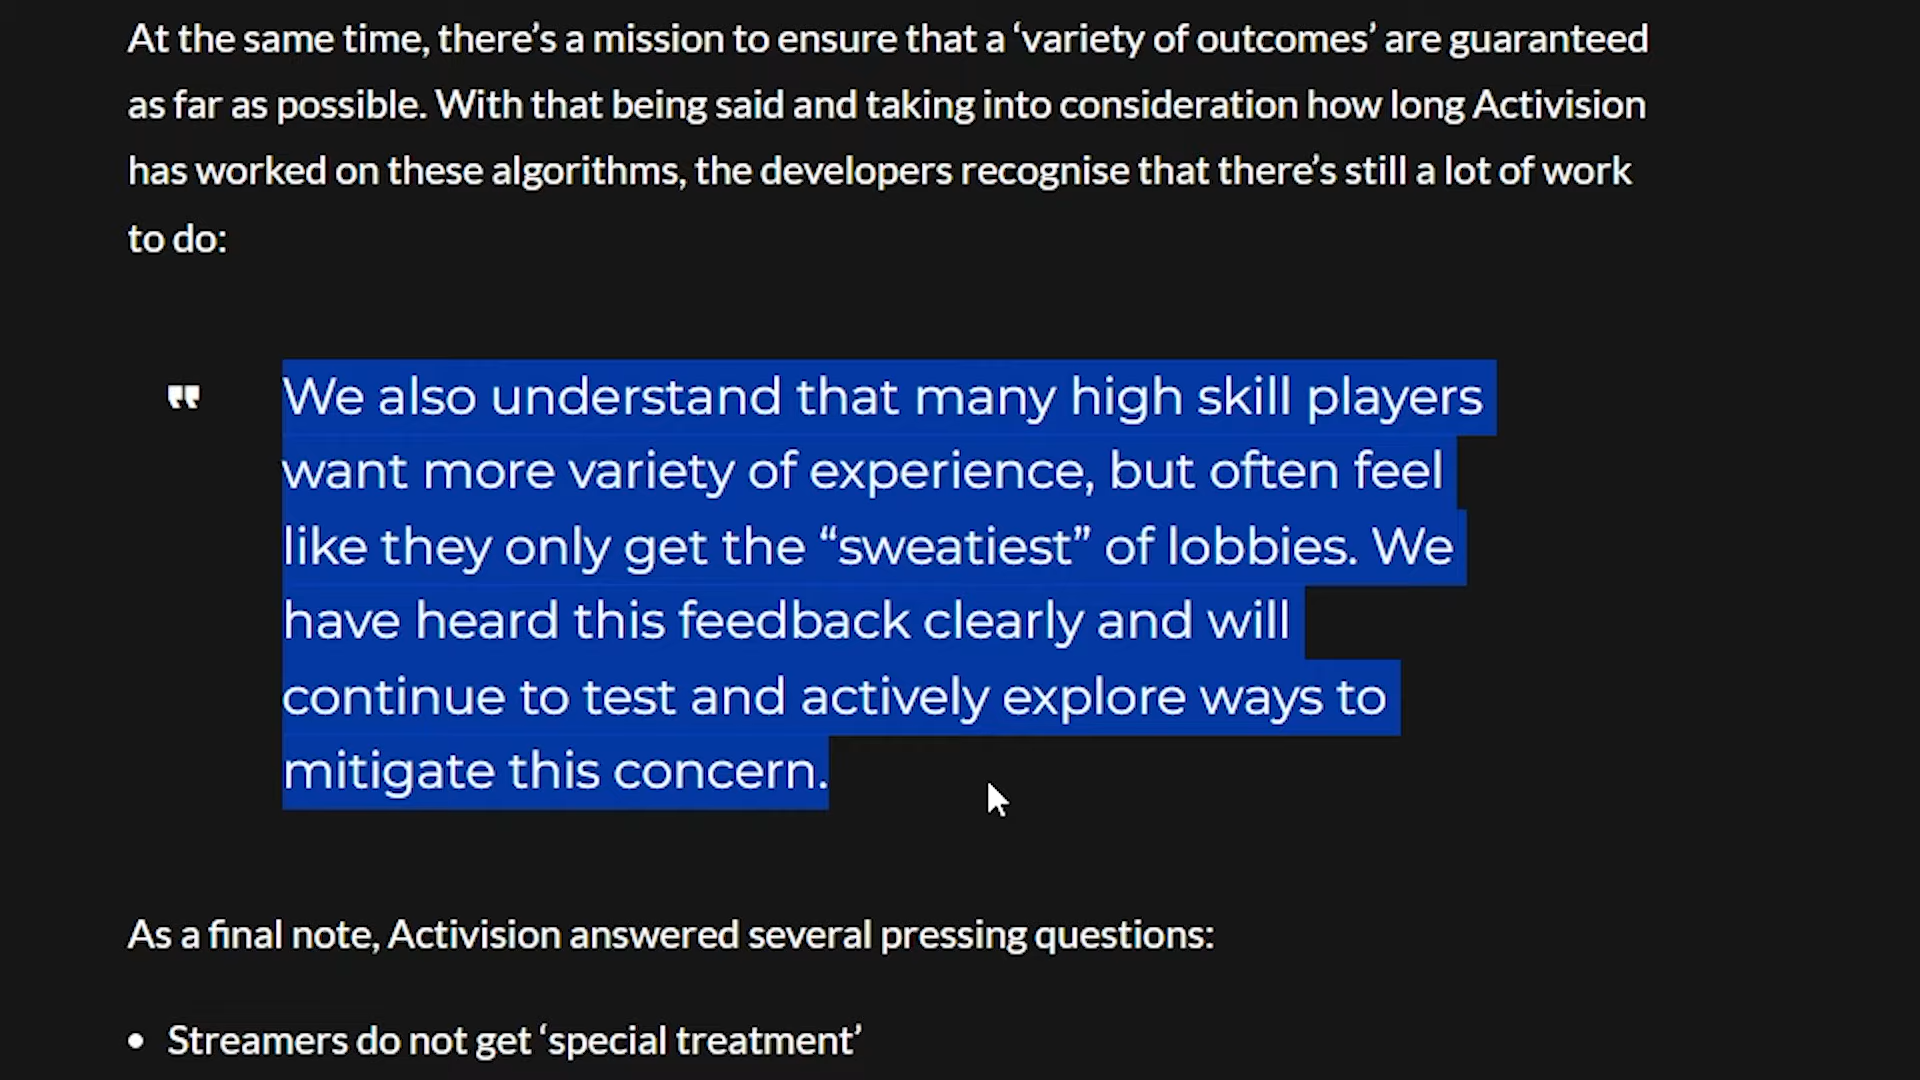 At the same time, there’s a mission to ensure that a ‘variety of outcomes’ are guaranteed
as far as possible. With that being said and taking into consideration how long Activision
has worked on these algorithms, the developers recognise that there’s still a lot of work
to do:
"
We also understand that many high skill players
want more variety of experience, but often feel
like they only get the “sweatiest” of lobbies. We
have heard this feedback clearly and will
continue to test and actively explore ways to
mitigate this concern.
As a final note, Activision answered several pressing questions:
• Streamers do not get ‘special treatment’